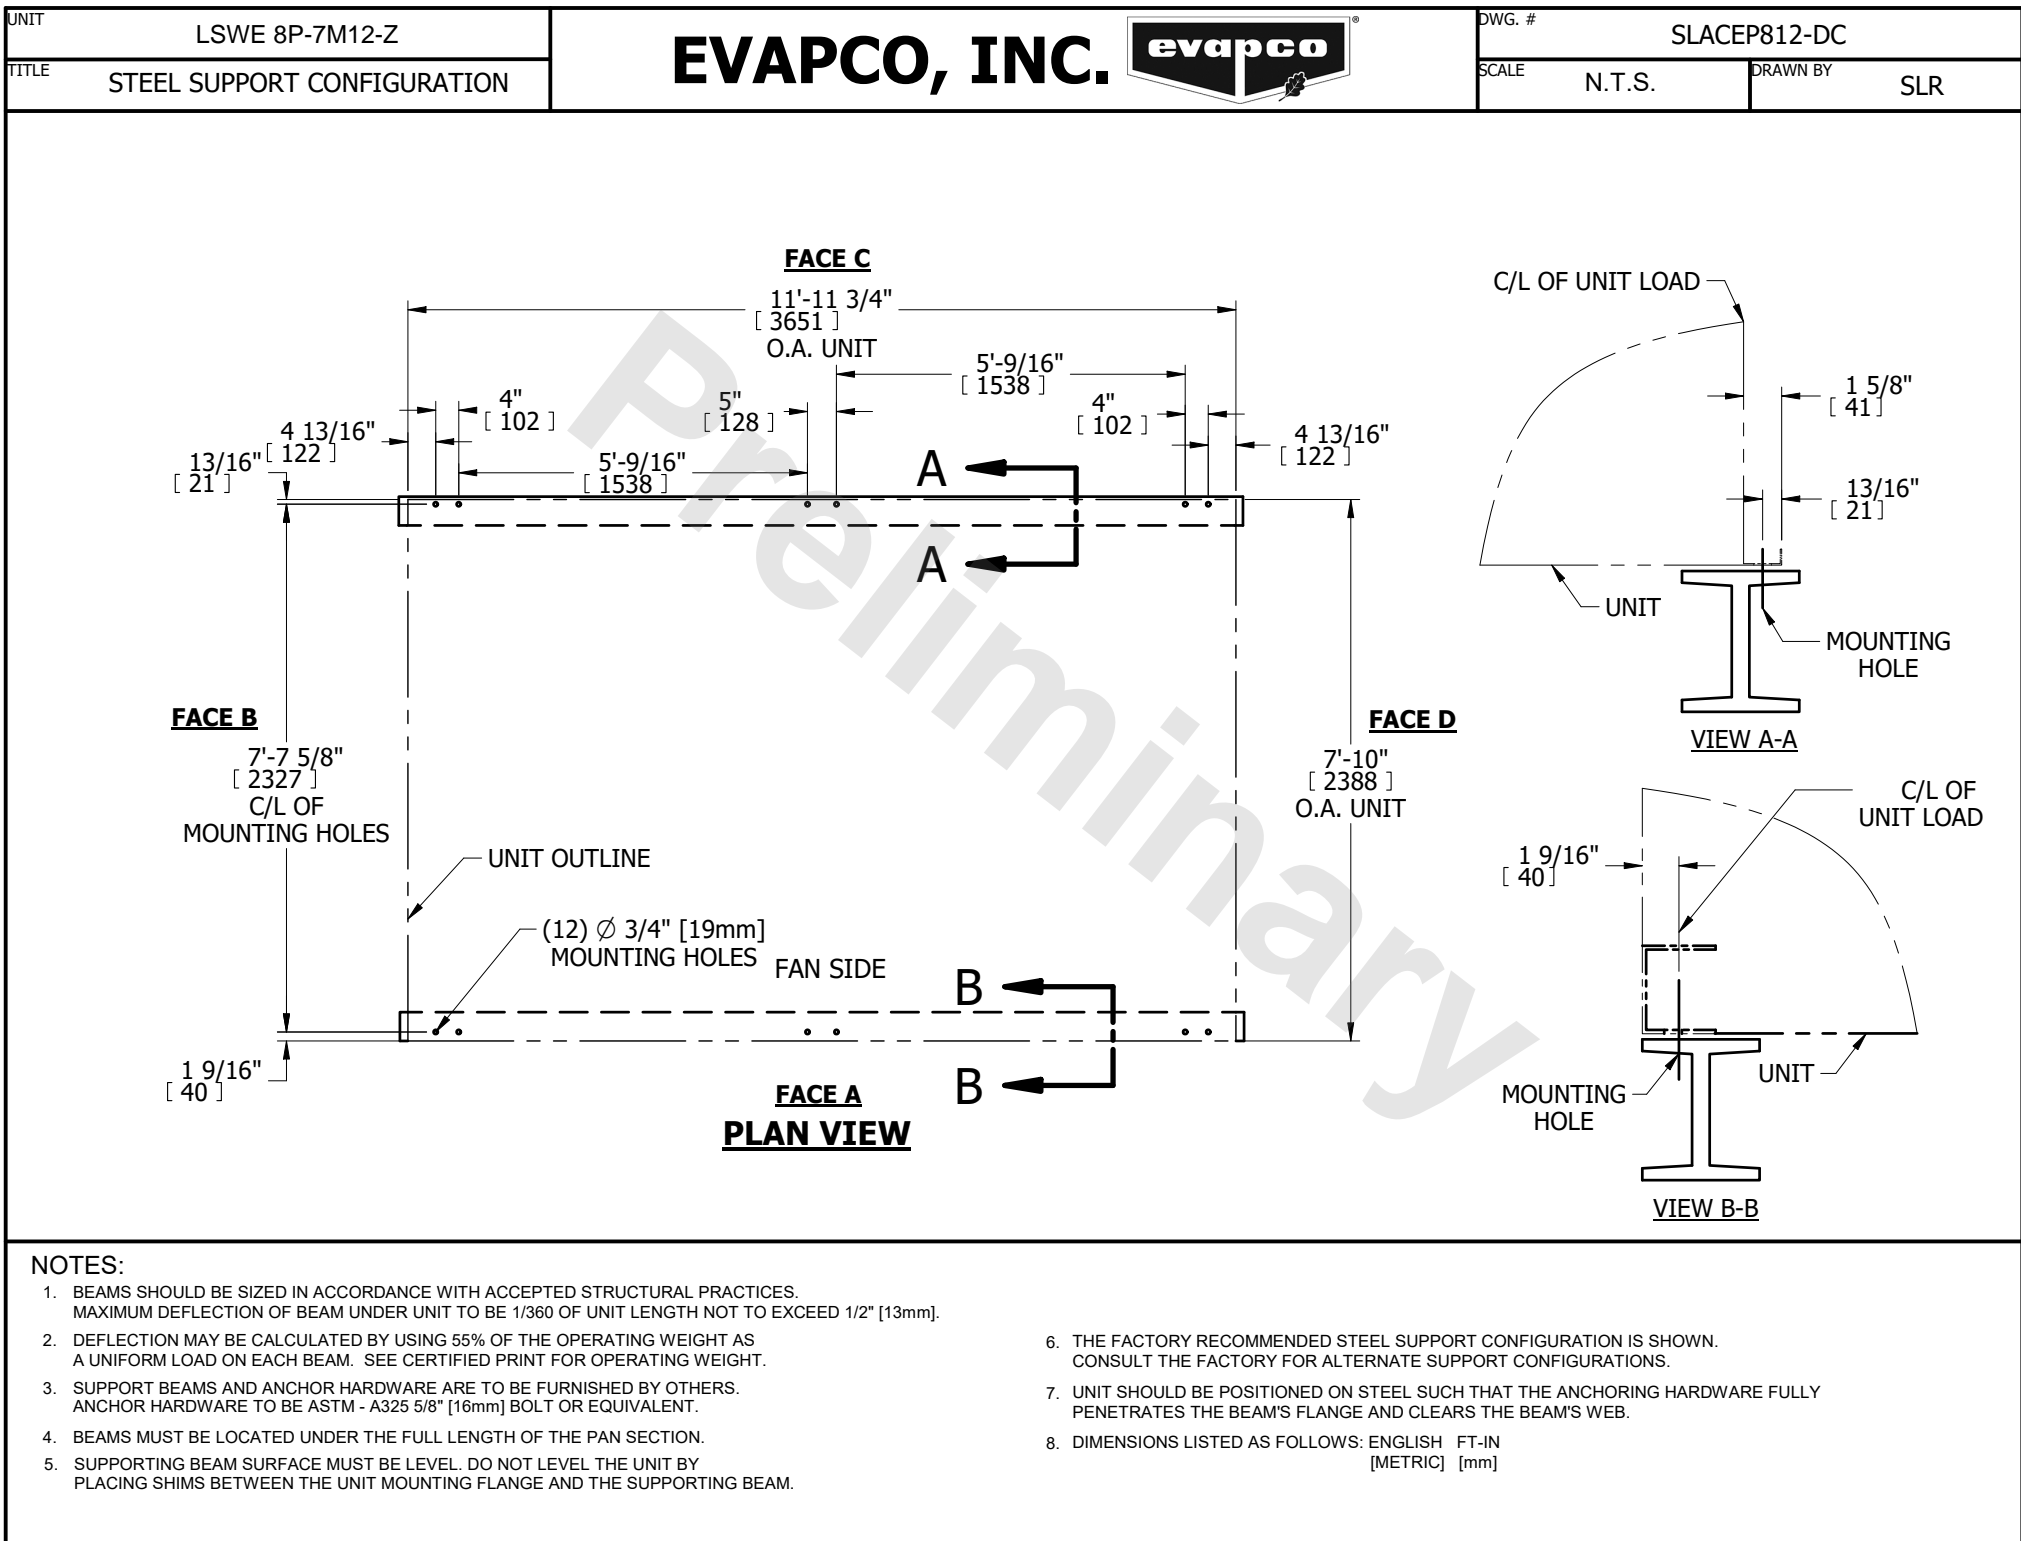 UNIT
LSWE 8P-7M12-Z
TITLE
STEEL SUPPORT CONFIGURATION
EVAPCO, INC.
evapco
®
DWG. #
SLACEP812-DC
SCALE
N.T.S.
DRAWN BY
SLR
FACE C
11'-11 3/4"
[ 3651 ]
O.A. UNIT
5'-9/16"
[ 1538 ]
4"
[ 102 ]
5"
[ 128 ]
4"
[ 102 ]
4 13/16"
[ 122 ]
4 13/16"
[ 122 ]
13/16"
[ 21 ]
5'-9/16"
[ 1538 ]
A
A
FACE B
7'-7 5/8"
[ 2327 ]
C/L OF
MOUNTING HOLES
FACE D
7'-10"
[ 2388 ]
O.A. UNIT
UNIT OUTLINE
(12) Ø 3/4" [19mm]
MOUNTING HOLES
FAN SIDE
B
B
1 9/16"
[ 40 ]
FACE A
PLAN VIEW
Preliminary
C/L OF UNIT LOAD
1 5/8"
[ 41 ]
13/16"
[ 21 ]
UNIT
MOUNTING
HOLE
VIEW A-A
C/L OF
UNIT LOAD
1 9/16"
[ 40 ]
UNIT
MOUNTING
HOLE
VIEW B-B
NOTES:
1. BEAMS SHOULD BE SIZED IN ACCORDANCE WITH ACCEPTED STRUCTURAL PRACTICES.
MAXIMUM DEFLECTION OF BEAM UNDER UNIT TO BE 1/360 OF UNIT LENGTH NOT TO EXCEED 1/2" [13mm].
2. DEFLECTION MAY BE CALCULATED BY USING 55% OF THE OPERATING WEIGHT AS
A UNIFORM LOAD ON EACH BEAM. SEE CERTIFIED PRINT FOR OPERATING WEIGHT.
3. SUPPORT BEAMS AND ANCHOR HARDWARE ARE TO BE FURNISHED BY OTHERS.
ANCHOR HARDWARE TO BE ASTM - A325 5/8" [16mm] BOLT OR EQUIVALENT.
4. BEAMS MUST BE LOCATED UNDER THE FULL LENGTH OF THE PAN SECTION.
5. SUPPORTING BEAM SURFACE MUST BE LEVEL. DO NOT LEVEL THE UNIT BY
PLACING SHIMS BETWEEN THE UNIT MOUNTING FLANGE AND THE SUPPORTING BEAM.
6. THE FACTORY RECOMMENDED STEEL SUPPORT CONFIGURATION IS SHOWN.
CONSULT THE FACTORY FOR ALTERNATE SUPPORT CONFIGURATIONS.
7. UNIT SHOULD BE POSITIONED ON STEEL SUCH THAT THE ANCHORING HARDWARE FULLY
PENETRATES THE BEAM'S FLANGE AND CLEARS THE BEAM'S WEB.
8. DIMENSIONS LISTED AS FOLLOWS: ENGLISH FT-IN
[METRIC] [mm]